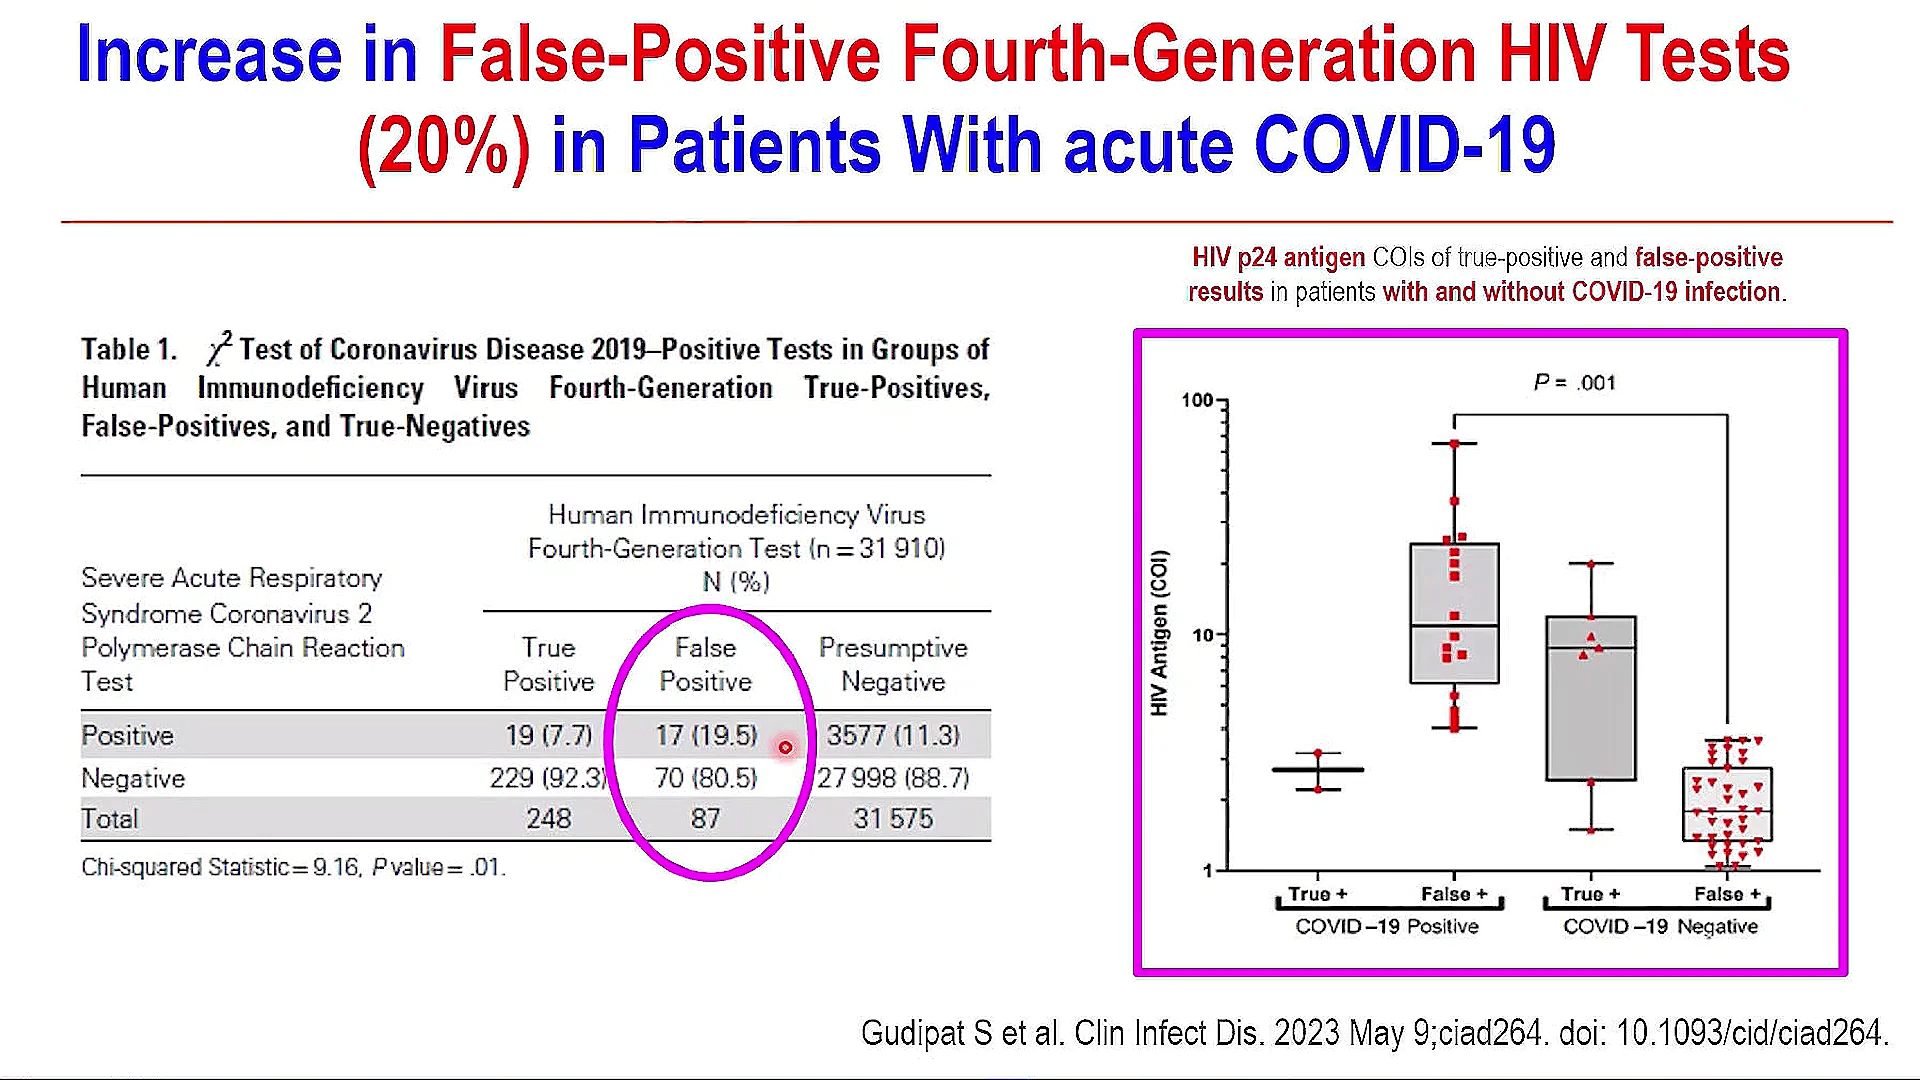 Increase in False-Positive Fourth-Generation HIV Tests
(20%) in Patients With acute COVID-19
HIV p24 antigen COIs of true-positive and false-positive
results in patients with and without COVID-19 infection.
Table 1. χ² Test of Coronavirus Disease 2019–Positive Tests in Groups of
Human Immunodeficiency Virus Fourth-Generation True-Positives,
False-Positives, and True-Negatives
Human Immunodeficiency Virus
Fourth-Generation Test (n = 31 910)
N (%)
Severe Acute Respiratory
Syndrome Coronavirus 2
Polymerase Chain Reaction
Test
True
Positive
False
Positive
Presumptive
Negative
Positive 19 (7.7) 17 (19.5) 3577 (11.3)
Negative 229 (92.3) 70 (80.5) 27 998 (88.7)
Total 248 87 31 575
Chi-squared Statistic = 9.16, P value = .01.
P = .001
100
10
1
HIV Antigen (COI)
True + False + True + False +
COVID–19 Positive COVID–19 Negative
Gudipat S et al. Clin Infect Dis. 2023 May 9;ciad264. doi: 10.1093/cid/ciad264.